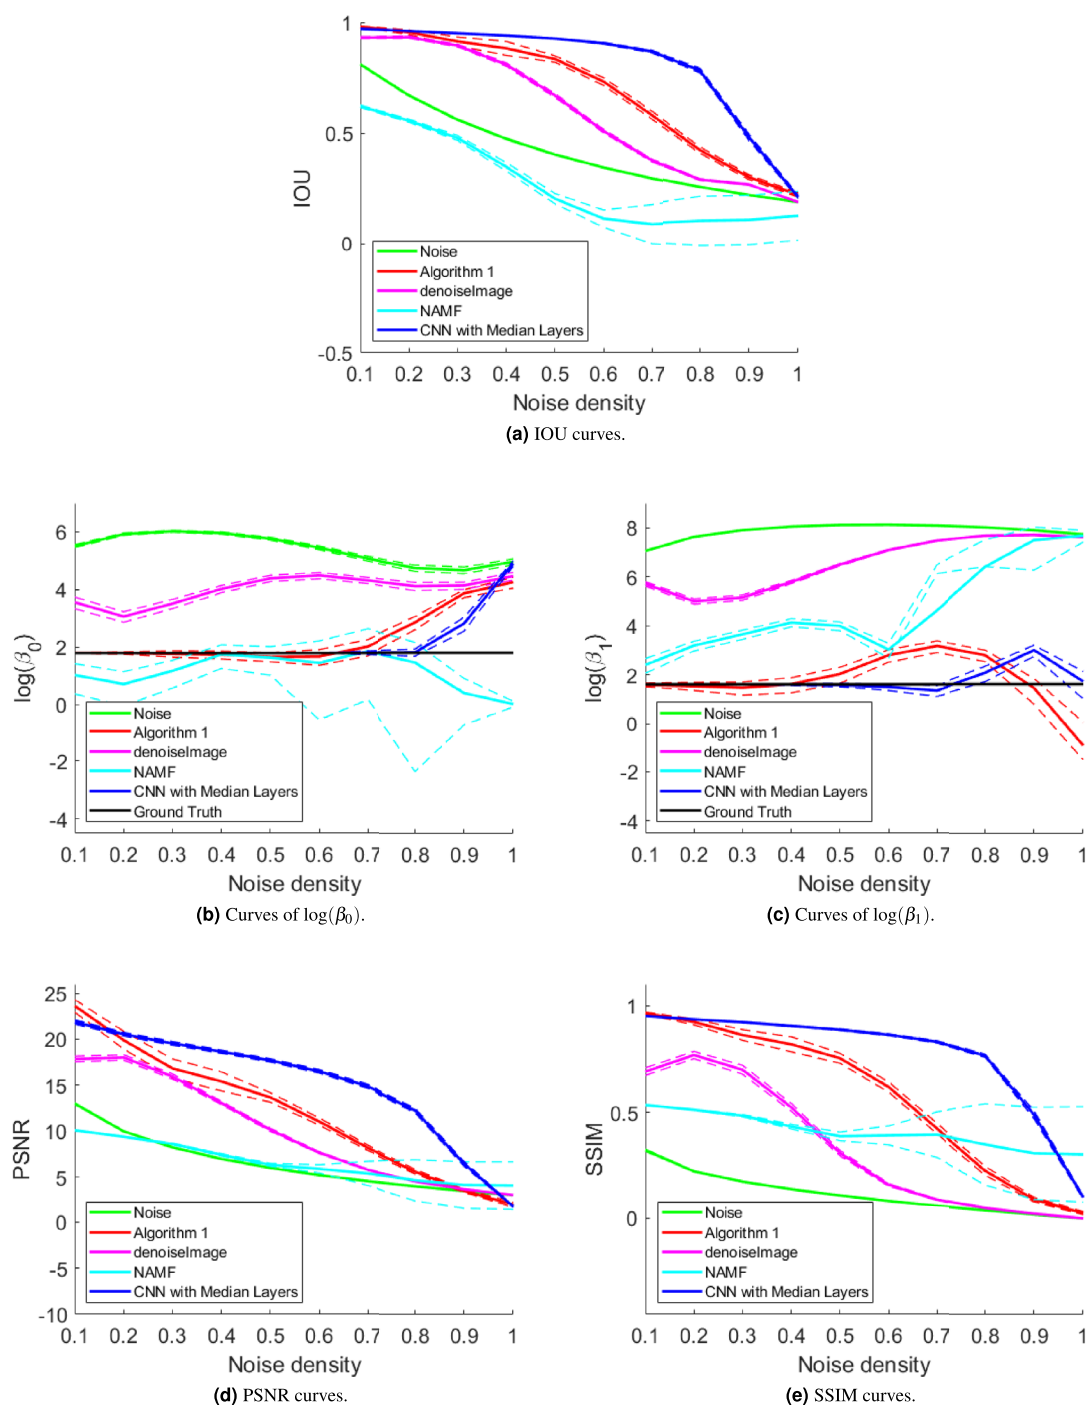 1
0.5
0
-0.5
IOU
0.1 0.2 0.3 0.4 0.5 0.6 0.7 0.8 0.9 1
Noise density
Noise
Algorithm 1
denoiseImage
NAMF
CNN with Median Layers
(a) IOU curves.
6
4
2
0
-2
-4
log(β0)
0.1 0.2 0.3 0.4 0.5 0.6 0.7 0.8 0.9 1
Noise density
Noise
Algorithm 1
denoiseImage
NAMF
CNN with Median Layers
Ground Truth
(b) Curves of log(β0).
8
6
4
2
0
-2
-4
log(β1)
0.1 0.2 0.3 0.4 0.5 0.6 0.7 0.8 0.9 1
Noise density
Noise
Algorithm 1
denoiseImage
NAMF
CNN with Median Layers
Ground Truth
(c) Curves of log(β1).
25
20
15
10
5
0
-5
-10
PSNR
0.1 0.2 0.3 0.4 0.5 0.6 0.7 0.8 0.9 1
Noise density
Noise
Algorithm 1
denoiseImage
NAMF
CNN with Median Layers
(d) PSNR curves.
1
0.5
0
SSIM
0.1 0.2 0.3 0.4 0.5 0.6 0.7 0.8 0.9 1
Noise density
Noise
Algorithm 1
denoiseImage
NAMF
CNN with Median Layers
(e) SSIM curves.